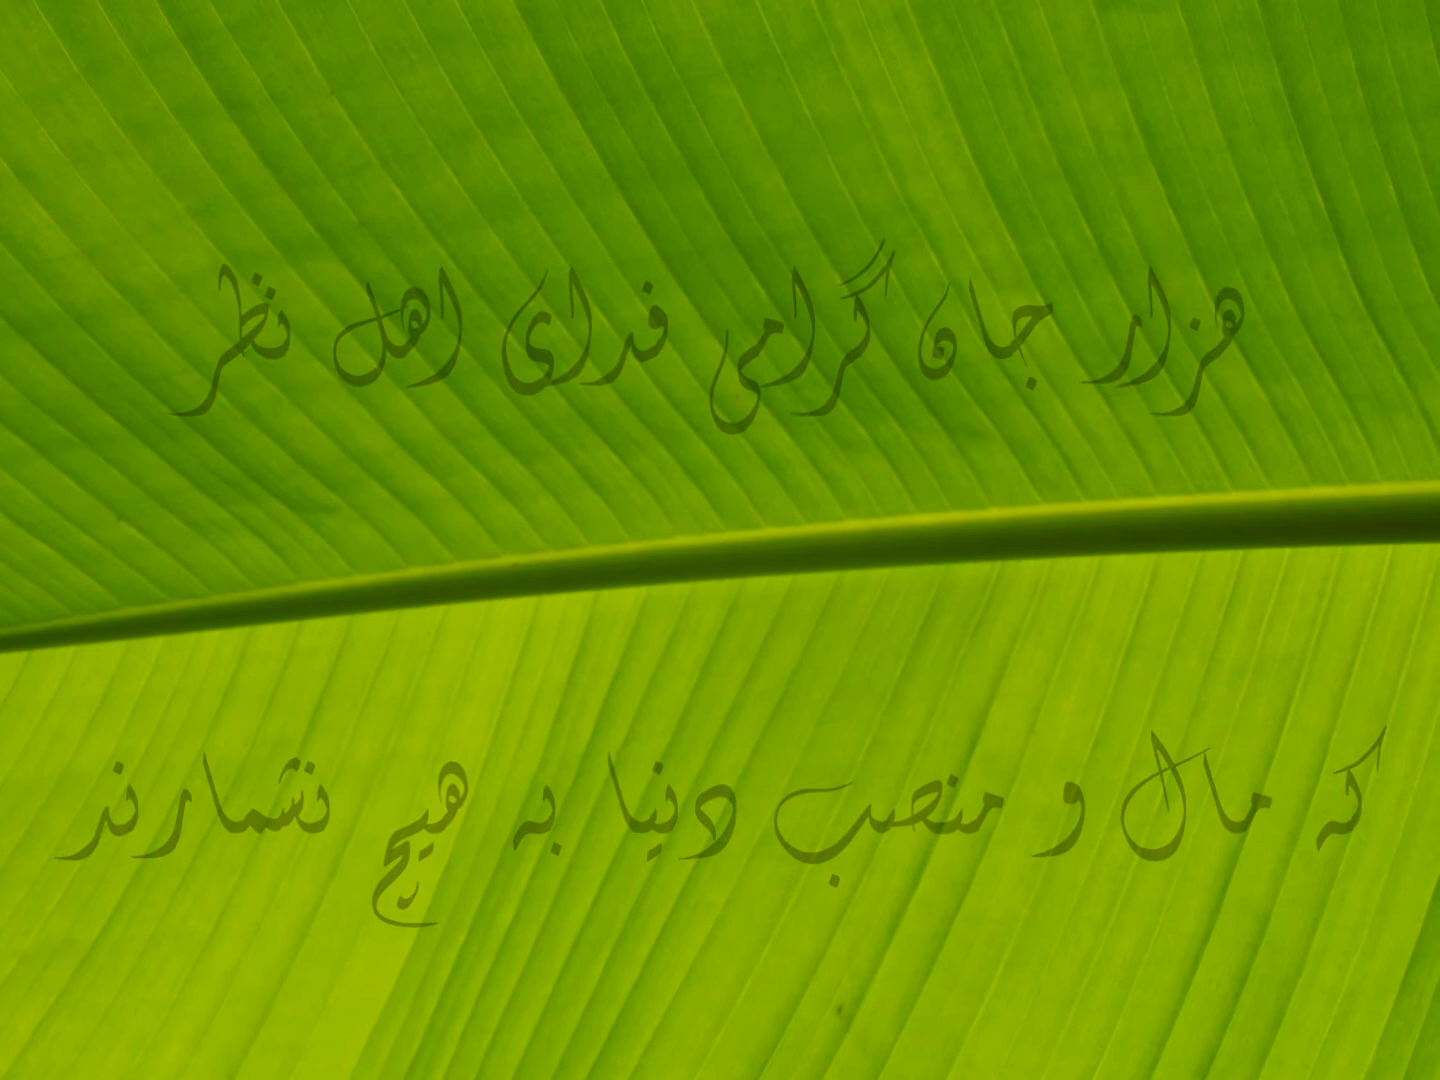 هزار جان گرامی فدای اهل نظر
که مال و منصب دنیا به هیچ نشمارند